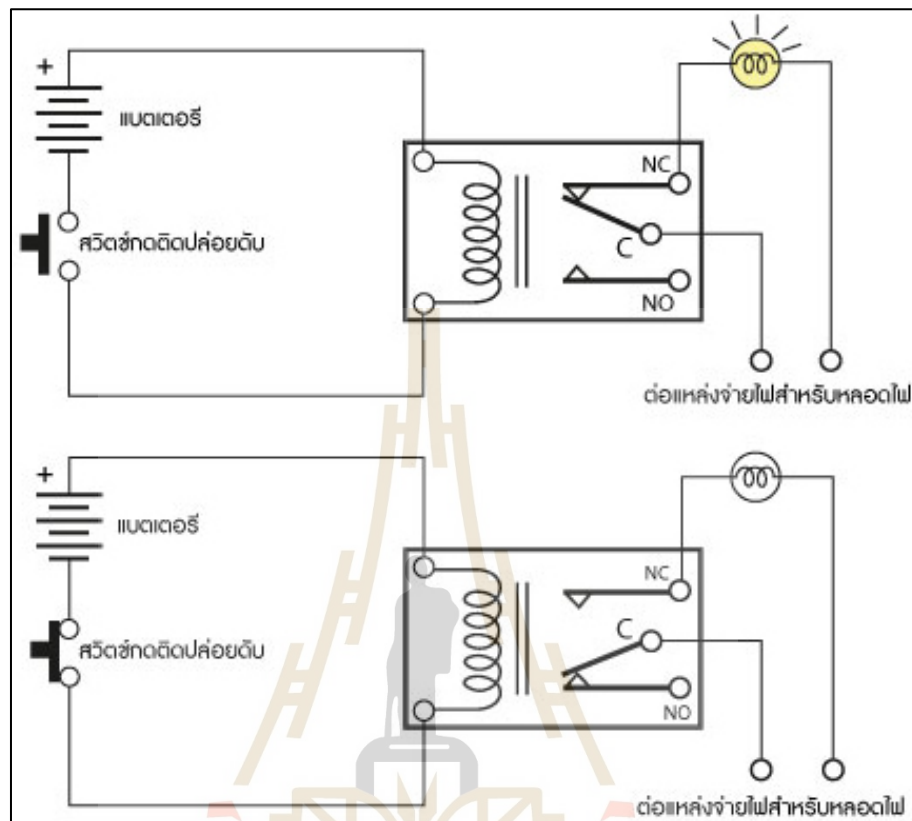 +
แบตเตอรี่
สวิตช์กดติดปล่อยดับ
NC
C
NO
ต่อแหล่งจ่ายไฟสำหรับหลอดไฟ
+
แบตเตอรี่
สวิตช์กดติดปล่อยดับ
NC
C
NO
ต่อแหล่งจ่ายไฟสำหรับหลอดไฟ